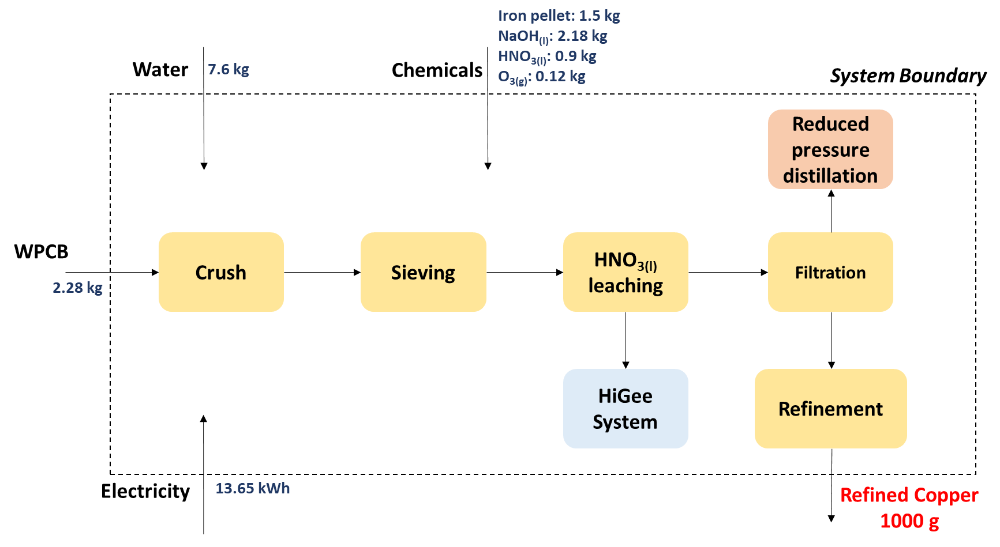 Iron pellet: 1.5 kg
NaOH(l): 2.18 kg
HNO3(l): 0.9 kg
O3(g): 0.12 kg
Water
7.6 kg
Chemicals
System Boundary
Reduced
pressure
distillation
WPCB
2.28 kg
Crush
Sieving
HNO3(l)
leaching
Filtration
HiGee
System
Refinement
Electricity
13.65 kWh
Refined Copper
1000 g